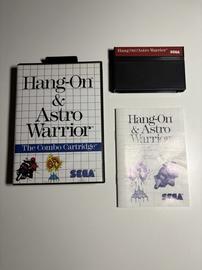 Hang-On
&
Astro
Warrior
The Combo Cartridge
SEGA
Hang On/Astro Warrior
SEGA
Hang-On
& Astro
Warrior
SEGA